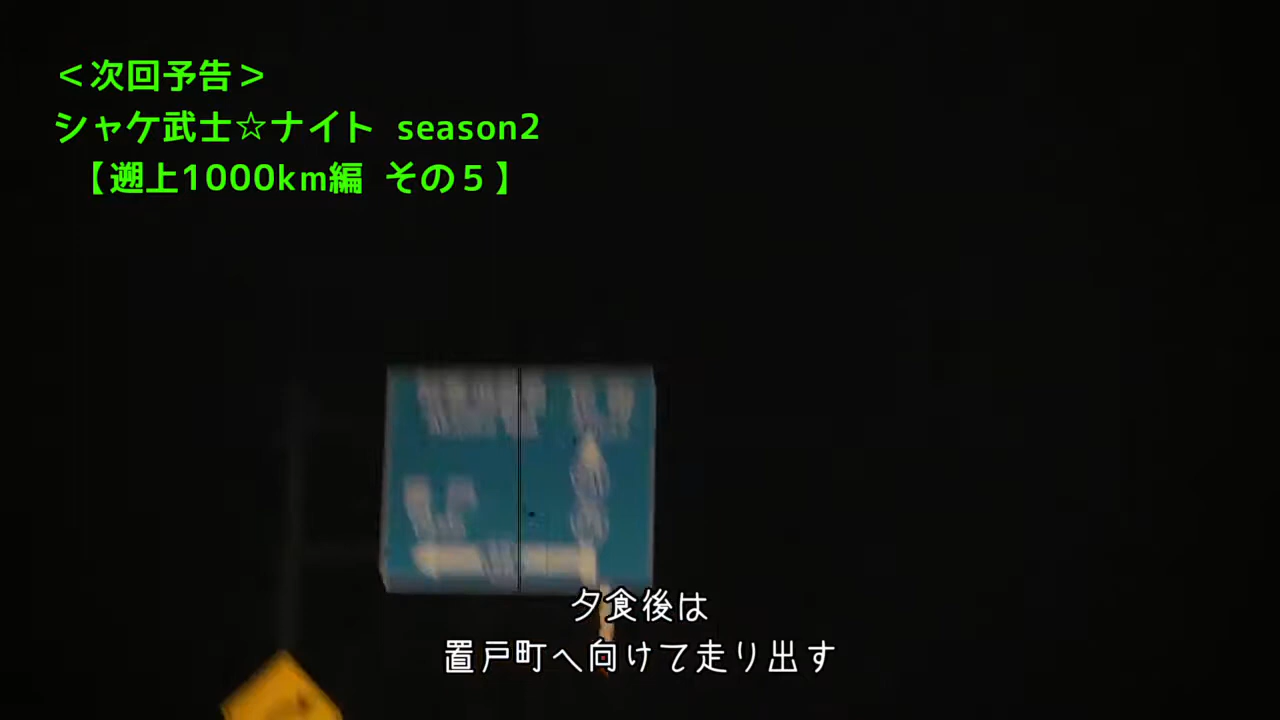 ＜次回予告＞
シャケ武士☆ナイト season2
【遡上1000km編 その５】
夕食後は
置戸町へ向けて走り出す